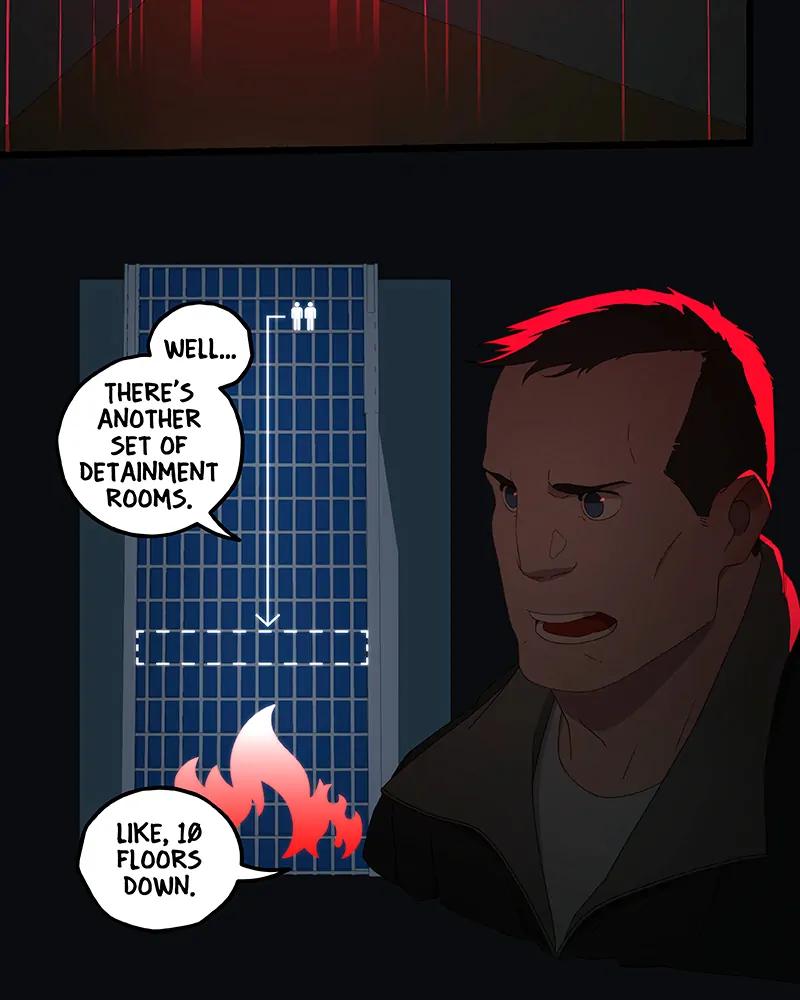 WELL...
THERE'S
ANOTHER
SET OF
DETAINMENT
ROOMS.
LIKE, 10
FLOORS
DOWN.